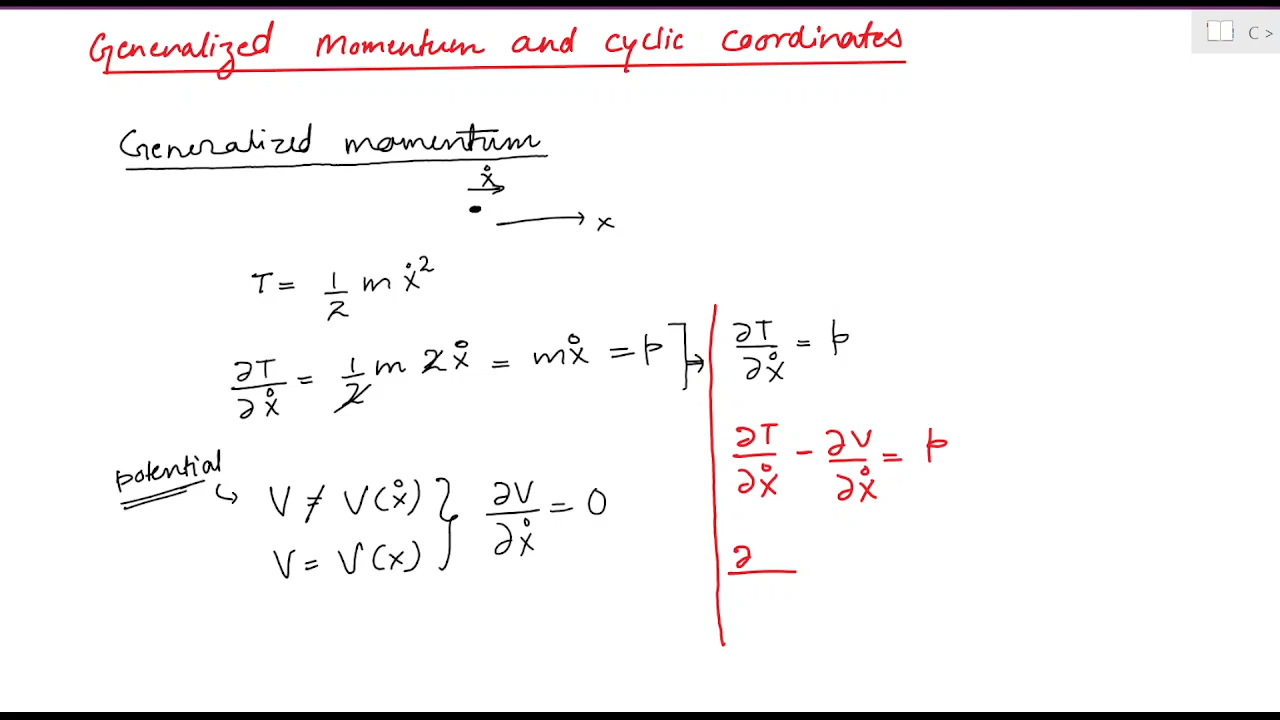 Generalized Momentum and cyclic coordinates
C >
Generalized momentum
ẋ
x
T = 1/2 m ẋ²
∂T/∂ẋ = 1/2 m 2ẋ = mẋ = p
potential
V ≠ V(ẋ)
V = V(x)
∂V/∂ẋ = 0
∂T/∂ẋ = p
∂T/∂ẋ - ∂V/∂ẋ = p
∂